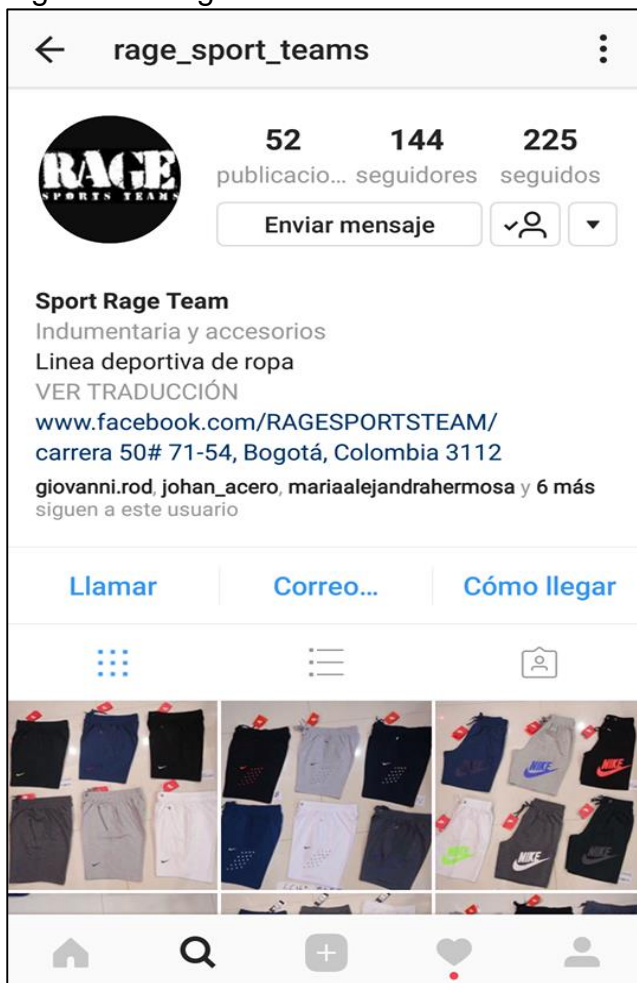 rage_sport_teams
RAGE
SPORTS TEAMS
52 144 225
publicacio... seguidores seguidos
Enviar mensaje
Sport Rage Team
Indumentaria y accesorios
Linea deportiva de ropa
VER TRADUCCIÓN
www.facebook.com/RAGESPORTSTEAM/
carrera 50# 71-54, Bogotá, Colombia 3112
giovanni.rod, johan_acero, mariaalejandrahermosa y 6 más
siguen a este usuario
Llamar Correo... Cómo llegar
NIKE
NIKE
NIKE